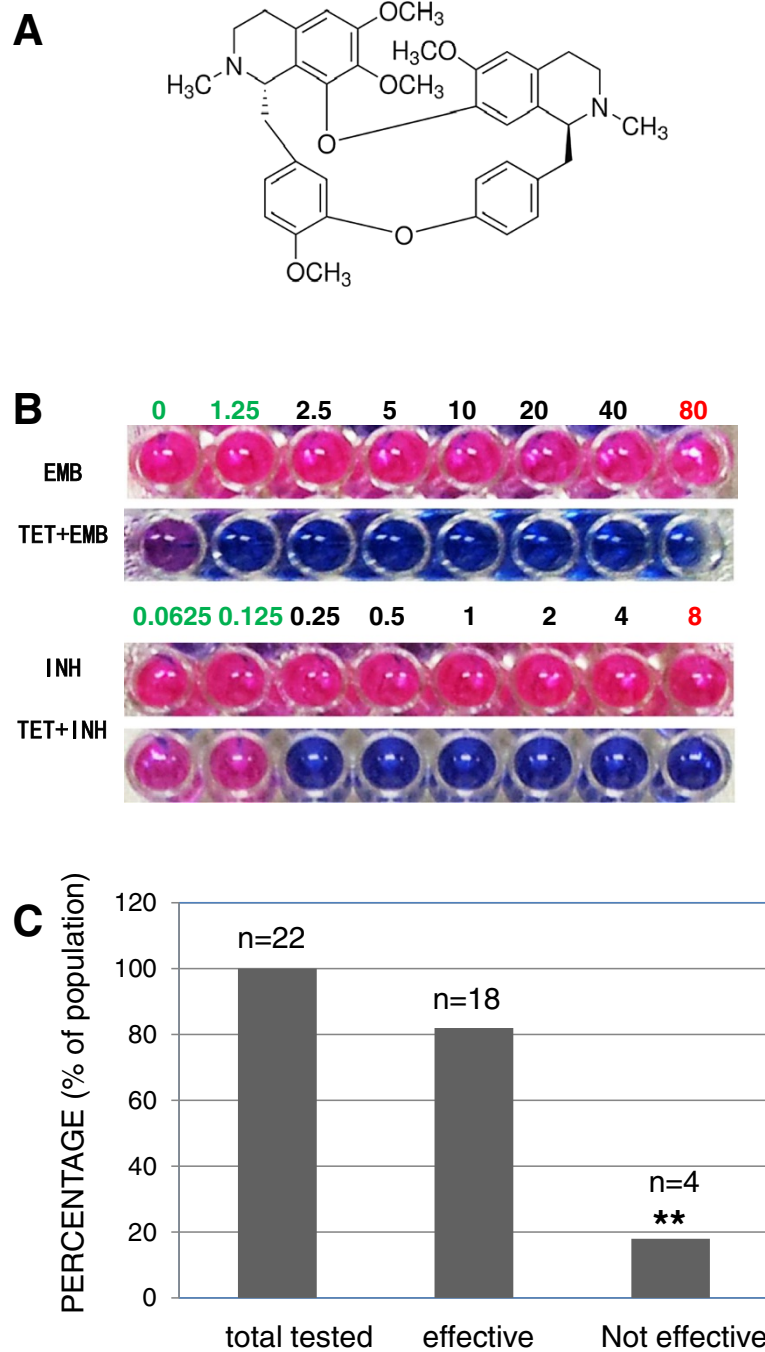 A
OCH3
H3CO
N
H3C
OCH3
N
CH3
O
O
OCH3
B
0 1.25 2.5 5 10 20 40 80
EMB
TET+EMB
0.0625 0.125 0.25 0.5 1 2 4 8
INH
TET+INH
C
PERCENTAGE (% of population)
120
100
80
60
40
20
0
n=22
n=18
n=4
**
total tested effective Not effective